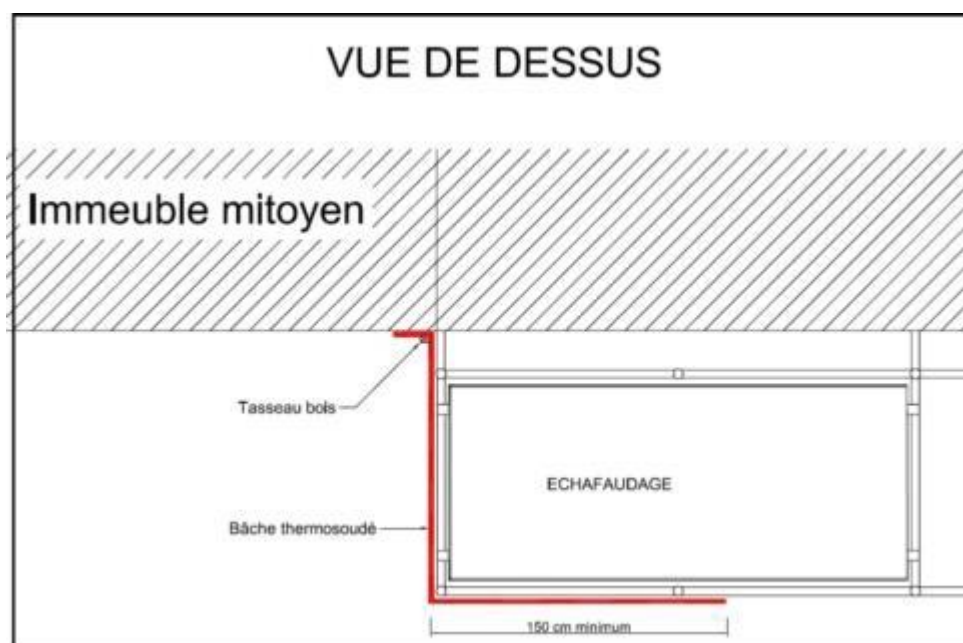 VUE DE DESSUS
Immeuble mitoyen
Tasseau bois
ECHAFAUDAGE
Bâche thermosoudé
150 cm minimum